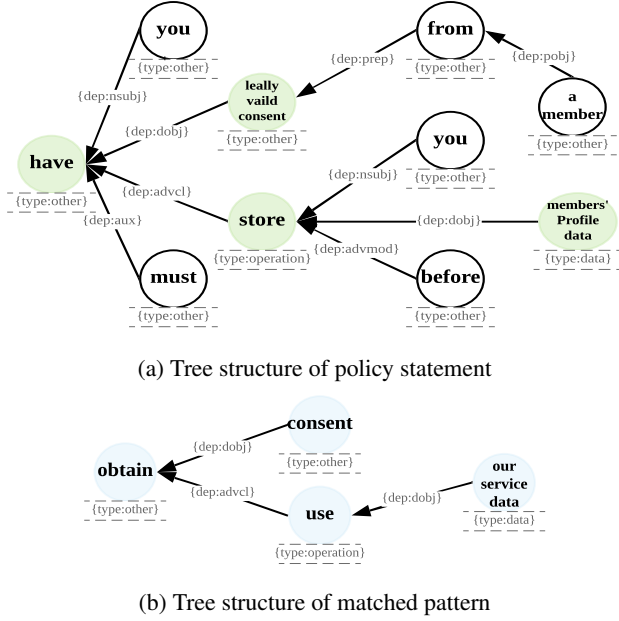 you
{type:other}
from
{type:other}
{dep:pobj}
{dep:prep}
{dep:nsubj}
leally
vaild
consent
{type:other}
a
member
{type:other}
{dep:dobj}
you
{type:other}
have
{type:other}
{dep:nsubj}
{dep:advcl}
{dep:aux}
store
{type:operation}
{dep:dobj}
members'
Profile
data
{type:data}
{dep:advmod}
must
{type:other}
before
{type:other}
(a) Tree structure of policy statement
consent
{type:other}
{dep:dobj}
obtain
{type:other}
{dep:advcl}
use
{type:operation}
{dep:dobj}
our
service
data
{type:data}
(b) Tree structure of matched pattern